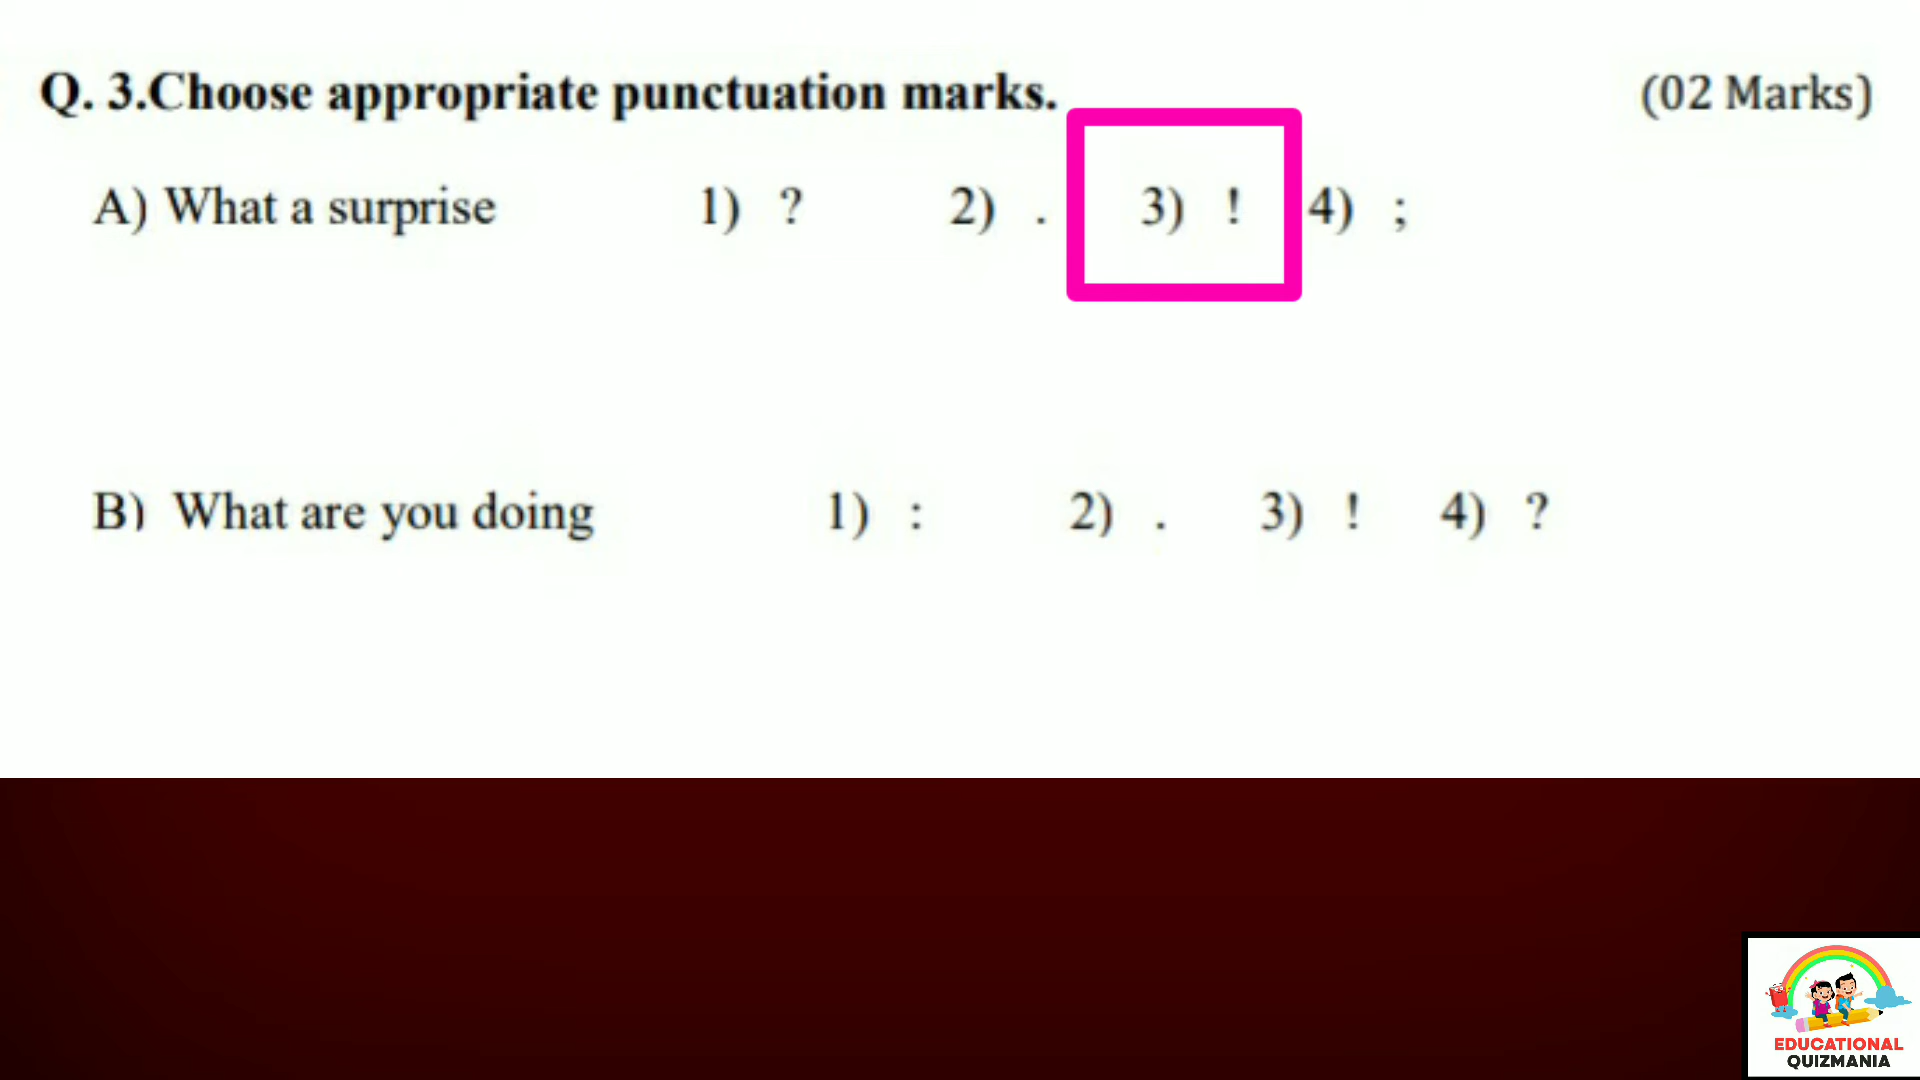 Q. 3.Choose appropriate punctuation marks. (02 Marks)
A) What a surprise 1) ? 2) . 3) ! 4) ;
B) What are you doing 1) : 2) . 3) ! 4) ?
EDUCATIONAL
QUIZMANIA